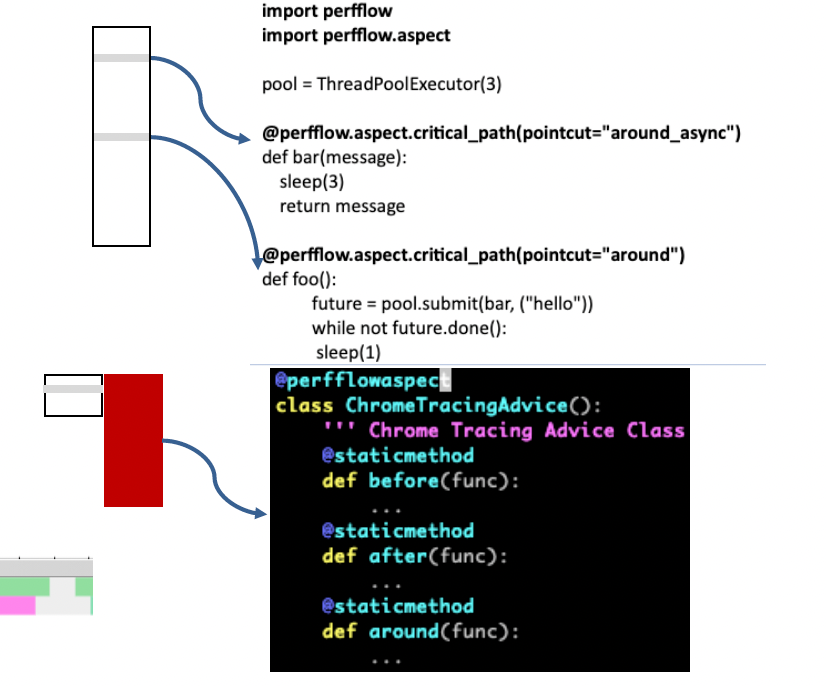 import perfflow
import perfflow.aspect
pool = ThreadPoolExecutor(3)
@perfflow.aspect.critical_path(pointcut="around_async")
def bar(message):
sleep(3)
return message
@perfflow.aspect.critical_path(pointcut="around")
def foo():
future = pool.submit(bar, ("hello"))
while not future.done():
sleep(1)
@perfflowaspect
class ChromeTracingAdvice():
''' Chrome Tracing Advice Class
@staticmethod
def before(func):
...
@staticmethod
def after(func):
...
@staticmethod
def around(func):
...